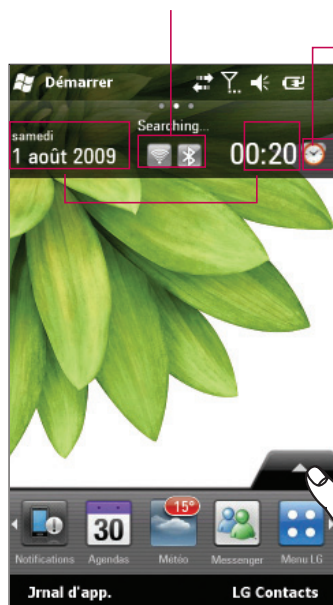 Démarrer
Searching...
samedi
1 août 2009
00:20
30
15°
Notifications Agendas Météo Messenger Menu LG
Jrnal d'app. LG Contacts